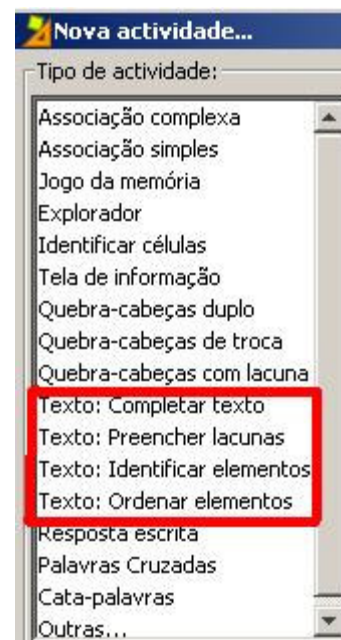 Nova actividade...
Tipo de actividade:
Associação complexa
Associação simples
Jogo da memória
Explorador
Identificar células
Tela de informação
Quebra-cabeças duplo
Quebra-cabeças de troca
Quebra-cabeças com lacuna
Texto: Completar texto
Texto: Preencher lacunas
Texto: Identificar elementos
Texto: Ordenar elementos
Resposta escrita
Palavras Cruzadas
Cata-palavras
Outras...